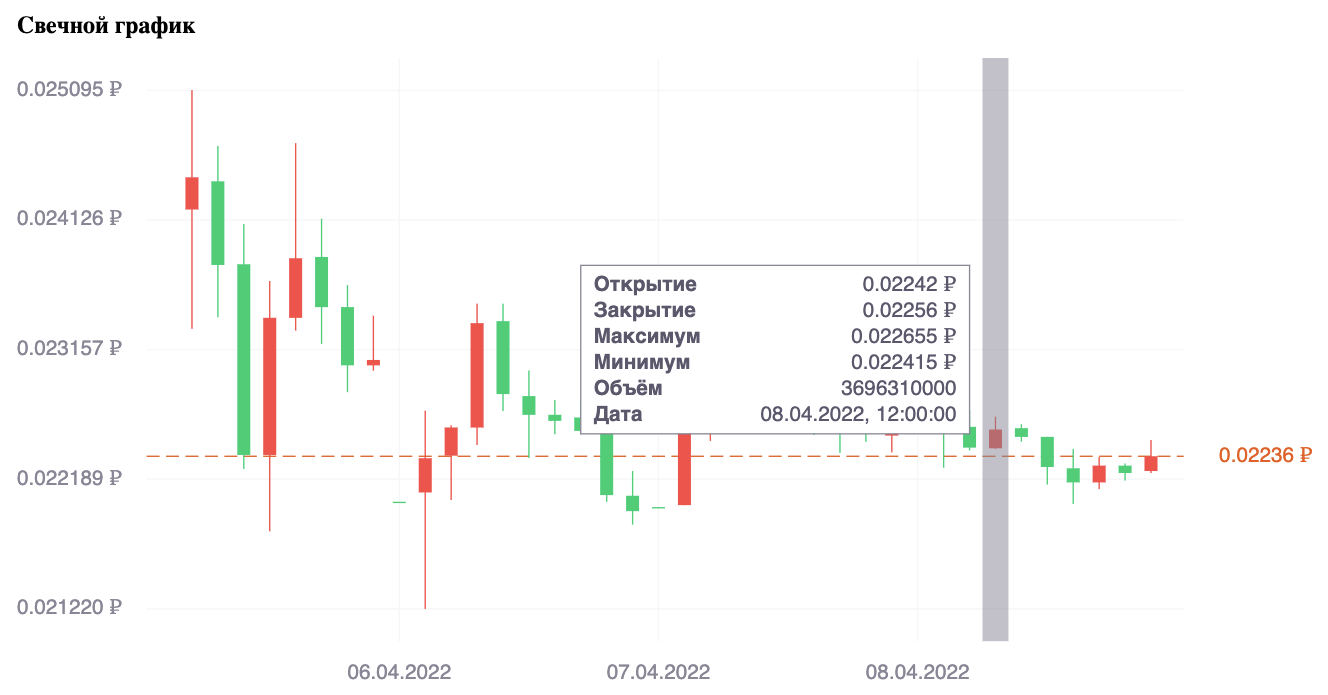 Свечной график
0.025095 ₽
0.024126 ₽
0.023157 ₽
0.022189 ₽
0.021220 ₽
Открытие 0.02242 ₽
Закрытие 0.02256 ₽
Максимум 0.022655 ₽
Минимум 0.022415 ₽
Объём 3696310000
Дата 08.04.2022, 12:00:00
0.02236 ₽
06.04.2022 07.04.2022 08.04.2022